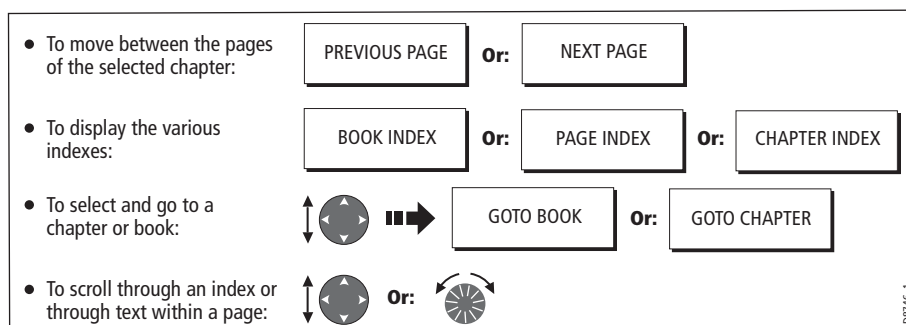 • To move between the pages
of the selected chapter:
PREVIOUS PAGE Or: NEXT PAGE
• To display the various
indexes:
BOOK INDEX Or: PAGE INDEX Or: CHAPTER INDEX
• To select and go to a
chapter or book:
GOTO BOOK Or: GOTO CHAPTER
• To scroll through an index or
through text within a page:
Or: